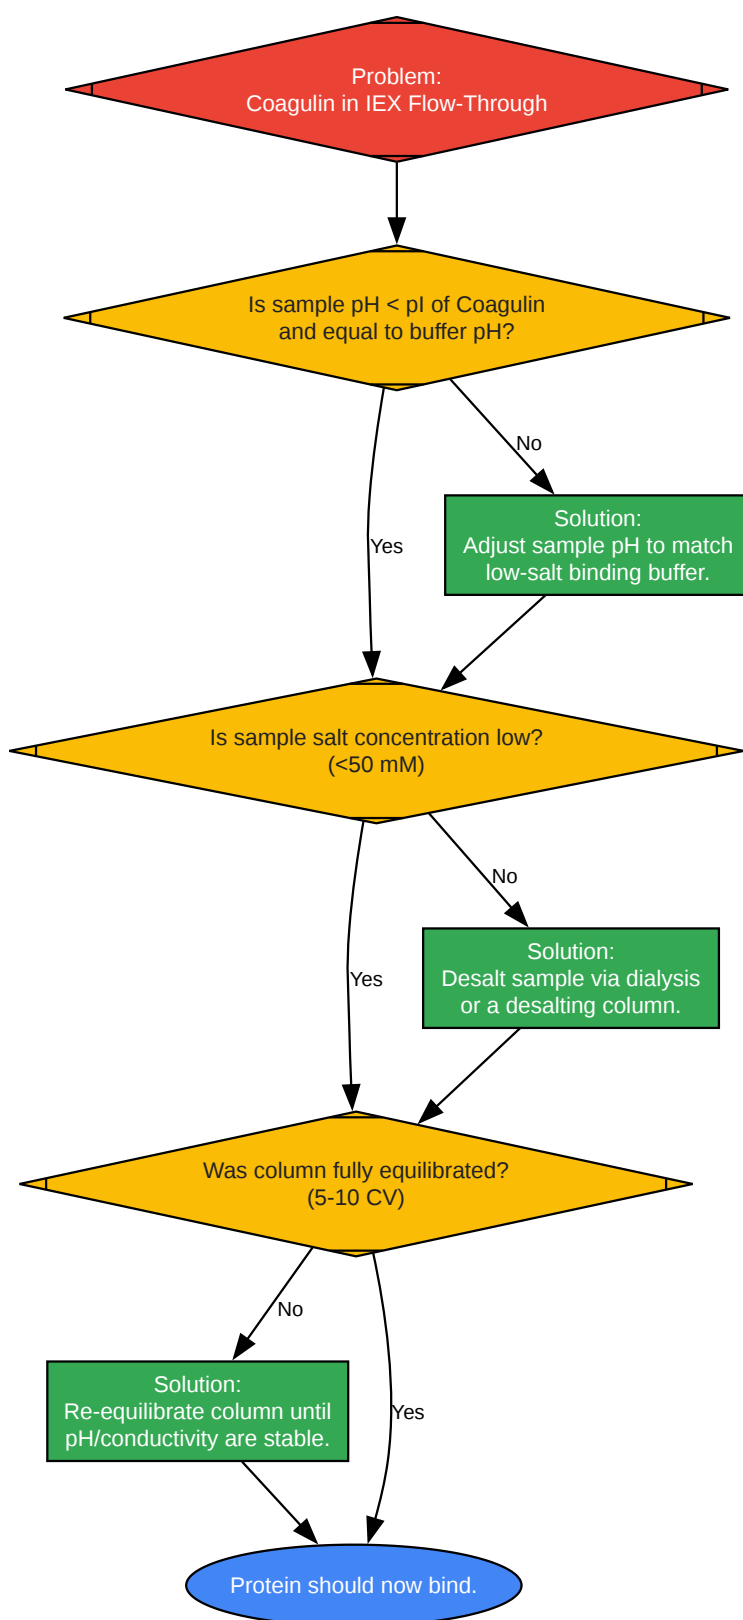 Problem:
Coagulin in IEX Flow-Through
Is sample pH < pI of Coagulin
and equal to buffer pH?
No
Yes
Solution:
Adjust sample pH to match
low-salt binding buffer.
Is sample salt concentration low?
(<50 mM)
No
Yes
Solution:
Desalt sample via dialysis
or a desalting column.
Was column fully equilibrated?
(5-10 CV)
No
Yes
Solution:
Re-equilibrate column until
pH/conductivity are stable.
Protein should now bind.